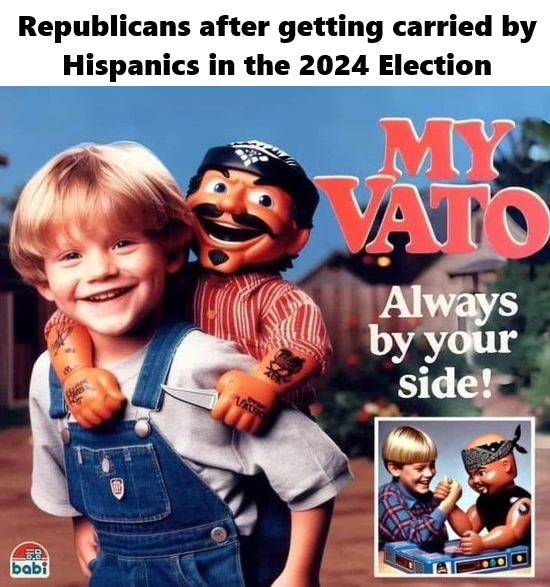 Republicans after getting carried by
Hispanics in the 2024 Election
MY
VATO
Always
by your
side!
babi